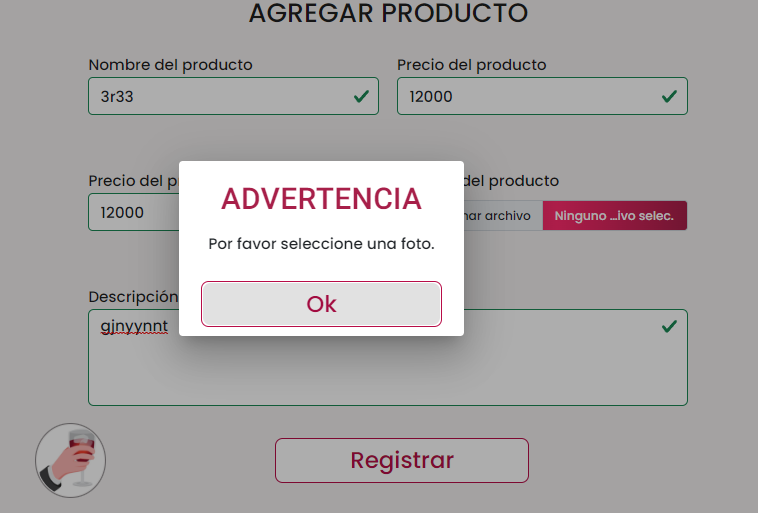 AGREGAR PRODUCTO
Nombre del producto
Precio del producto
3r33
12000
Precio del
del producto
12000
archivo
Ninguno ...ivo selec.
ADVERTENCIA
Por favor seleccione una foto.
Ok
Descripción
gjnyynnt
Registrar